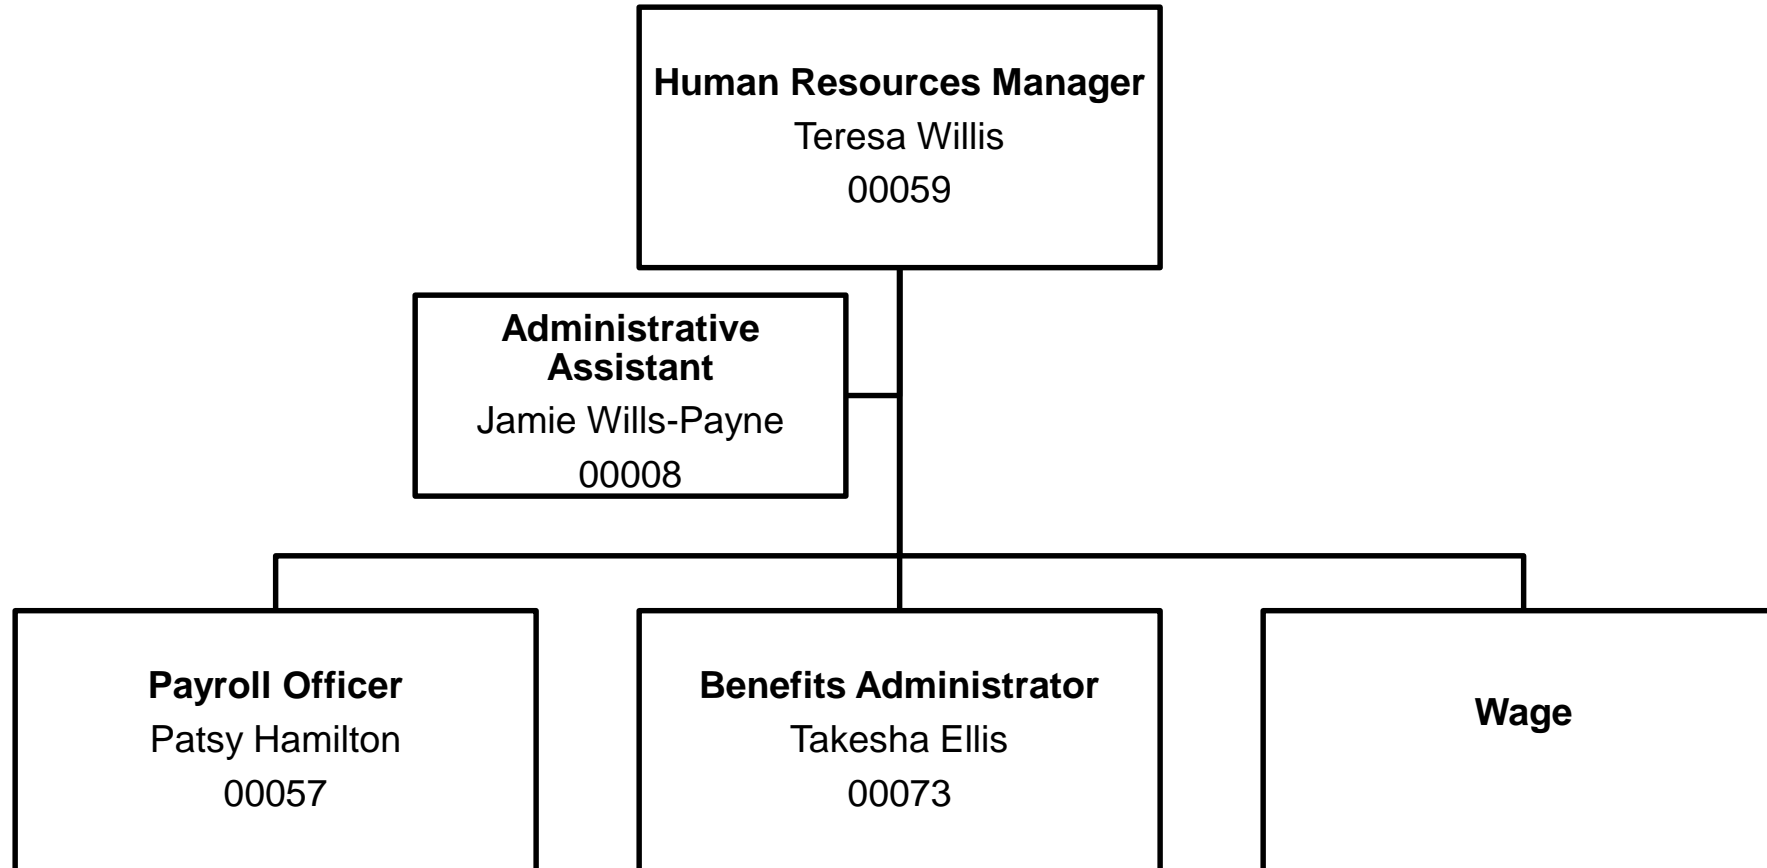 Human Resources Manager
Teresa Willis
00059
Administrative
Assistant
Jamie Wills-Payne
00008
Payroll Officer
Patsy Hamilton
00057
Benefits Administrator
Takesha Ellis
00073
Wage